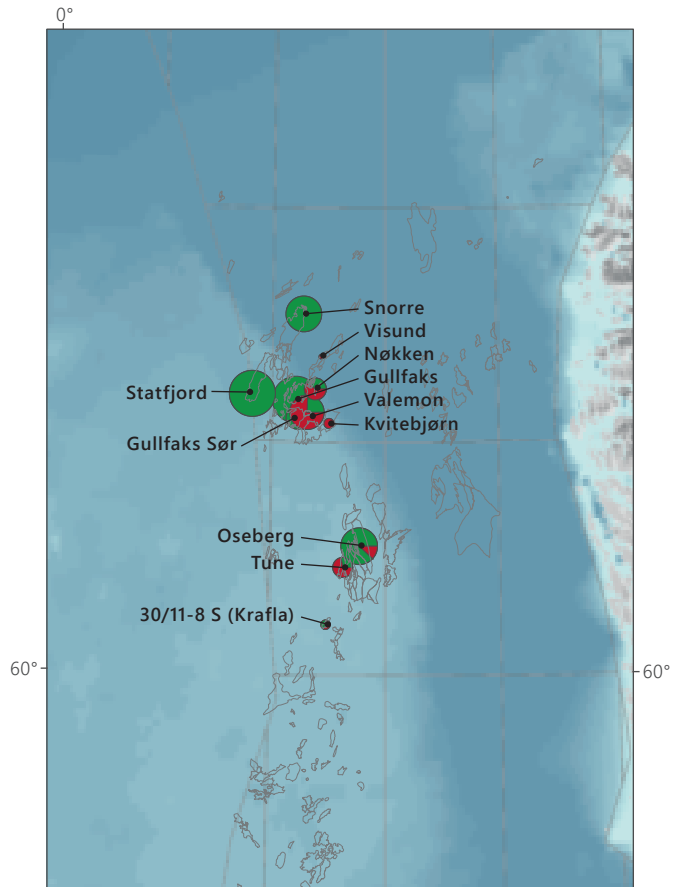 0°
Snorre
Visund
Nøkken
Gullfaks
Statfjord
Valemon
Kvitebjørn
Gullfaks Sør
Oseberg
Tune
30/11-8 S (Krafla)
60°
60°